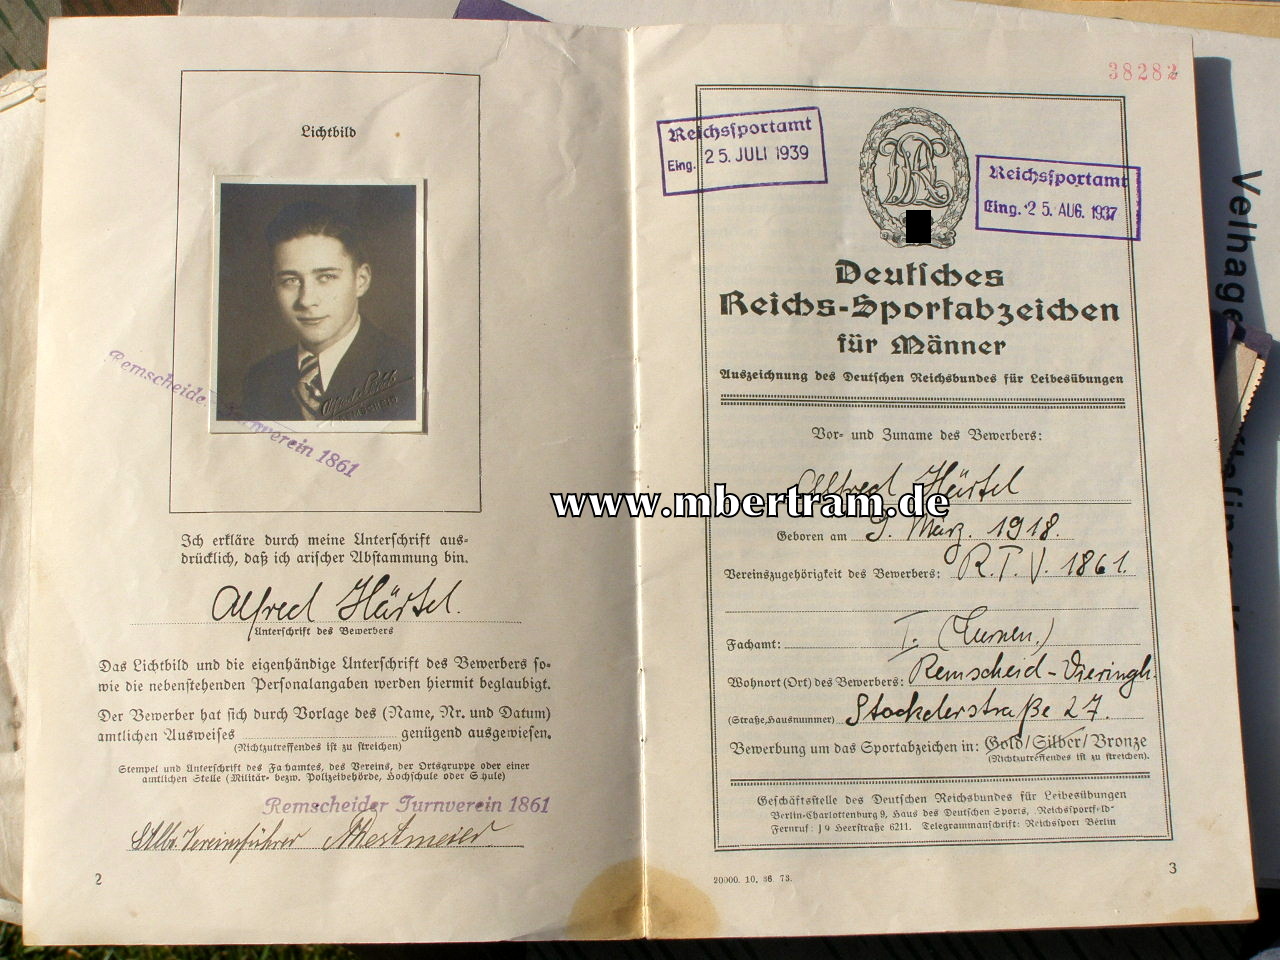 Lichtbild
Remscheider Turnverein 1861
Ich erkläre durch meine Unterschrift aus-
drücklich, daß ich arischer Abstammung bin.
Alfred Härtel.
Unterschrift des Bewerbers
Das Lichtbild und die eigenhändige Unterschrift des Bewerbers so-
wie die nebenstehenden Personalangaben werden hiermit beglaubigt.
Der Bewerber hat sich durch Vorlage des (Name, Nr. und Datum)
amtlichen Ausweises genügend ausgewiesen.
(Nichtzutreffendes ist zu streichen)
Stempel und Unterschrift des Fachamtes, des Vereins, der Ortsgruppe oder einer
amtlichen Stelle (Militär- bezw. Polizeibehörde, Hochschule oder Schule)
Remscheider Turnverein 1861
Vereinsführer
2
38282
Reichssportamt
Eing. 25. JULI 1939
Reichssportamt
Eing. 25. AUG. 1937
Deutsches
Reichs-Sportabzeichen
für Männer
Auszeichnung des Deutschen Reichsbundes für Leibesübungen
Vor- und Zuname des Bewerbers:
Alfred Härtel
www.mbertram.de
Geboren am 9. März. 1918.
Vereinszugehörigkeit des Bewerbers: R.T.V. 1861.
Fachamt: I. (Turnen.)
Wohnort (Ort) des Bewerbers: Remscheid-Vieringh.
(Straße, Hausnummer) Stockderstraße 27.
Bewerbung um das Sportabzeichen in: Gold/Silber/Bronze
(Nichtzutreffendes ist zu streichen).
Geschäftsstelle des Deutschen Reichsbundes für Leibesübungen
Berlin-Charlottenburg 9, Haus des Deutschen Sports, Reichssportfeld
Fernruf: J9 Heerstraße 6211. Telegrammanschrift: Reichssport Berlin
20000. 10. 36. 73.
3
Velhage